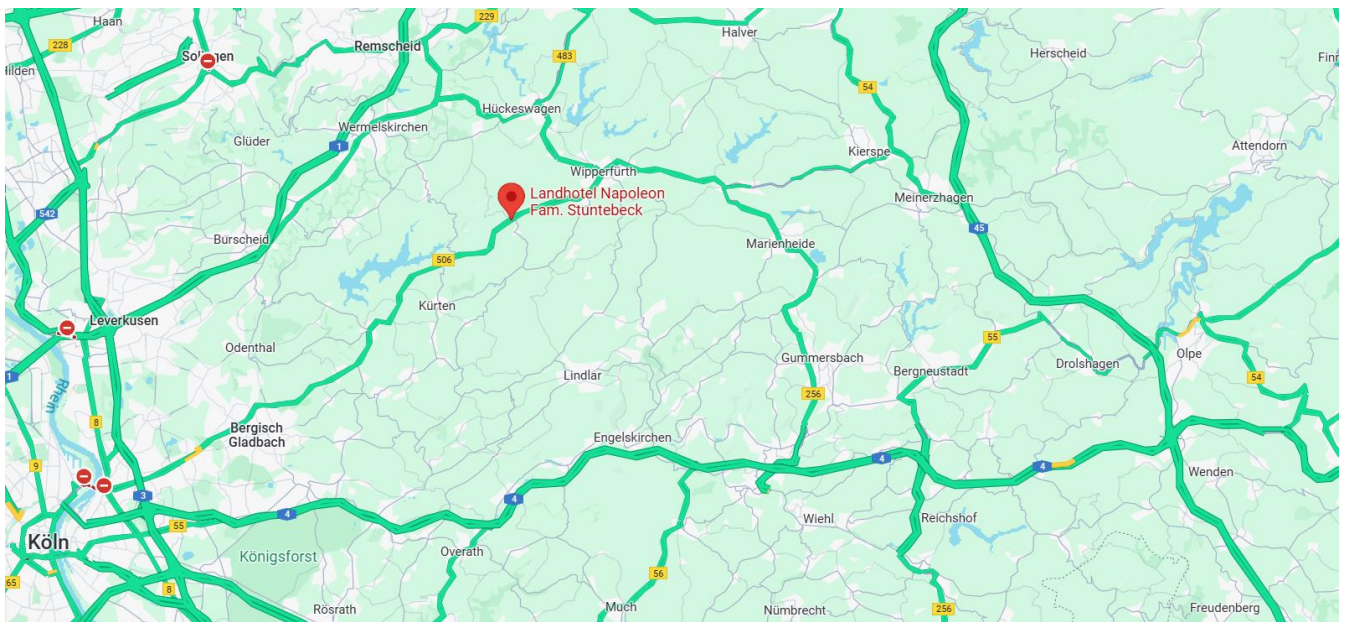 Haan
229
Halver
Herscheid
228
Remscheid
Solingen
483
54
Hückeswagen
Wermelskirchen
Glüder
1
Kierspe
Attendorn
Wipperfürth
Landhotel Napoleon
Fam. Stuntebeck
Meinerzhagen
542
45
Burscheid
Marienheide
506
Kürten
Leverkusen
55
Odenthal
Gummersbach
Olpe
Drolshagen
Bergneustadt
Lindlar
1
54
Rhein
256
8
Bergisch
Gladbach
Engelskirchen
9
4
4
Wenden
3
4
4
Wiehl
Reichshof
55
Köln
Königsforst
Overath
56
8
Much
Rösrath
Nümbrecht
256
Freudenberg